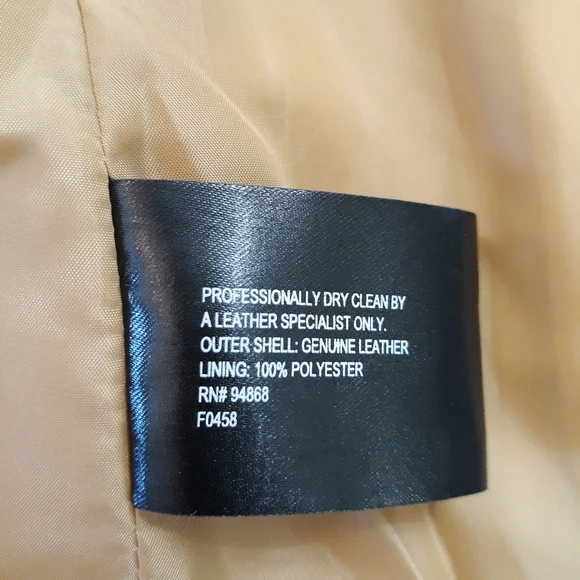 PROFESSIONALLY DRY CLEAN BY
A LEATHER SPECIALIST ONLY.
OUTER SHELL: GENUINE LEATHER
LINING: 100% POLYESTER
RN# 94868
F0458